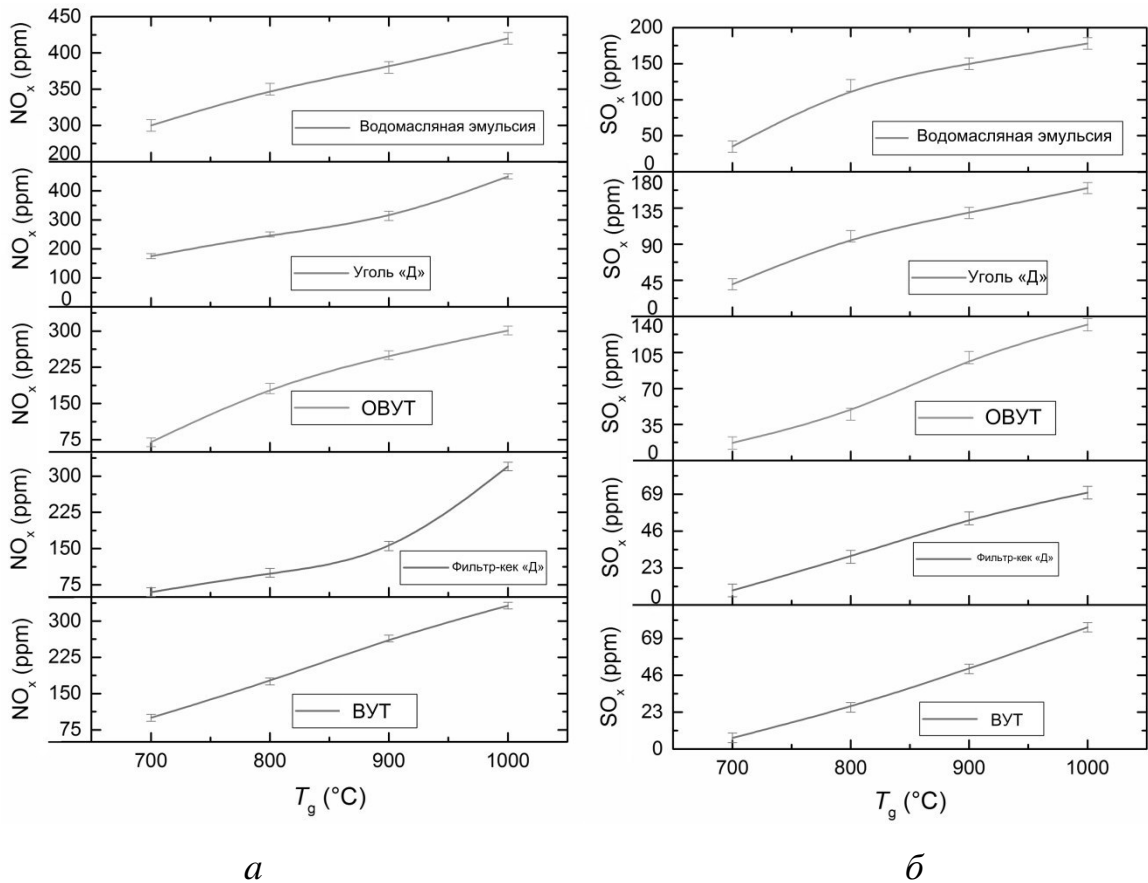 450
400
350
300
200
NOx (ppm)
Водомасляная эмульсия
400
300
200
100
0
NOx (ppm)
Уголь «Д»
300
225
150
75
NOx (ppm)
ОВУТ
300
225
150
75
NOx (ppm)
Фильтр-кек «Д»
300
225
150
75
NOx (ppm)
ВУТ
700 800 900 1000
Tg (°C)
а
200
150
100
50
0
SOx (ppm)
Водомасляная эмульсия
180
135
90
45
0
SOx (ppm)
Уголь «Д»
140
105
70
35
0
SOx (ppm)
ОВУТ
69
46
23
0
SOx (ppm)
Фильтр-кек «Д»
69
46
23
0
SOx (ppm)
ВУТ
700 800 900 1000
Tg (°C)
б